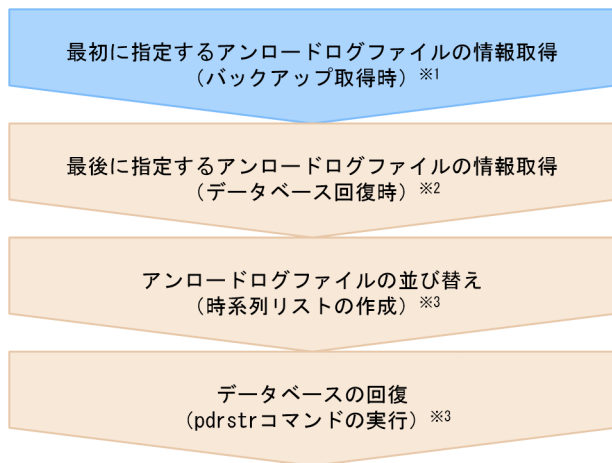 最初に指定するアンロードログファイルの情報取得
（バックアップ取得時）※1
最後に指定するアンロードログファイルの情報取得
（データベース回復時）※2
アンロードログファイルの並び替え
（時系列リストの作成）※3
データベースの回復
（pdrstrコマンドの実行）※3